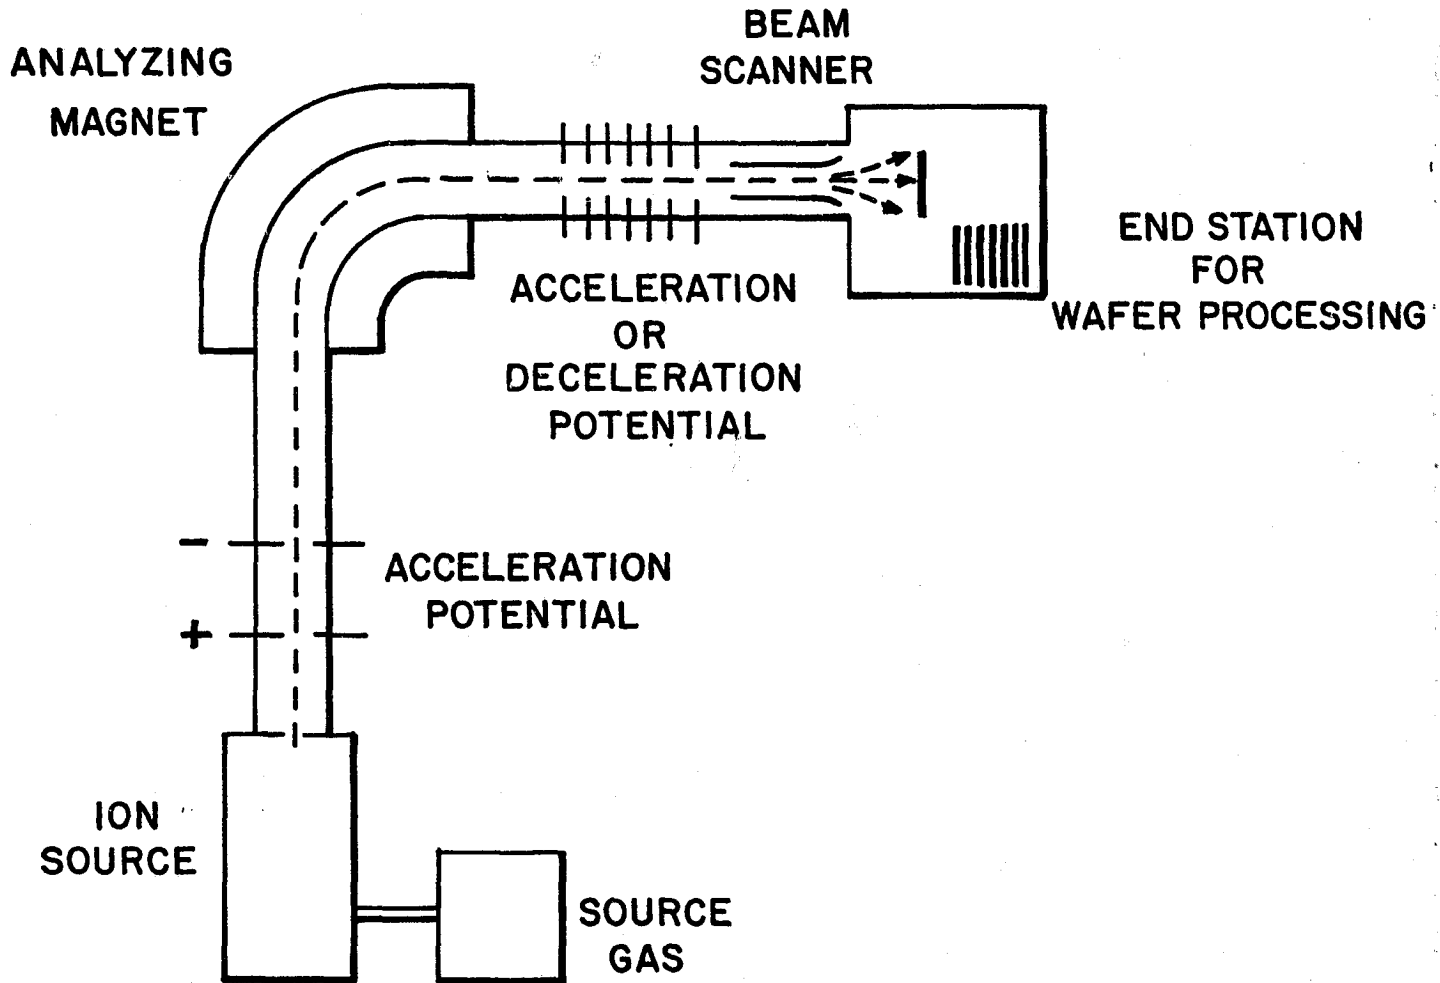 ANALYZING
MAGNET
BEAM
SCANNER
END STATION
FOR
WAFER PROCESSING
ACCELERATION
OR
DECELERATION
POTENTIAL
-
ACCELERATION
POTENTIAL
+
ION
SOURCE
SOURCE
GAS